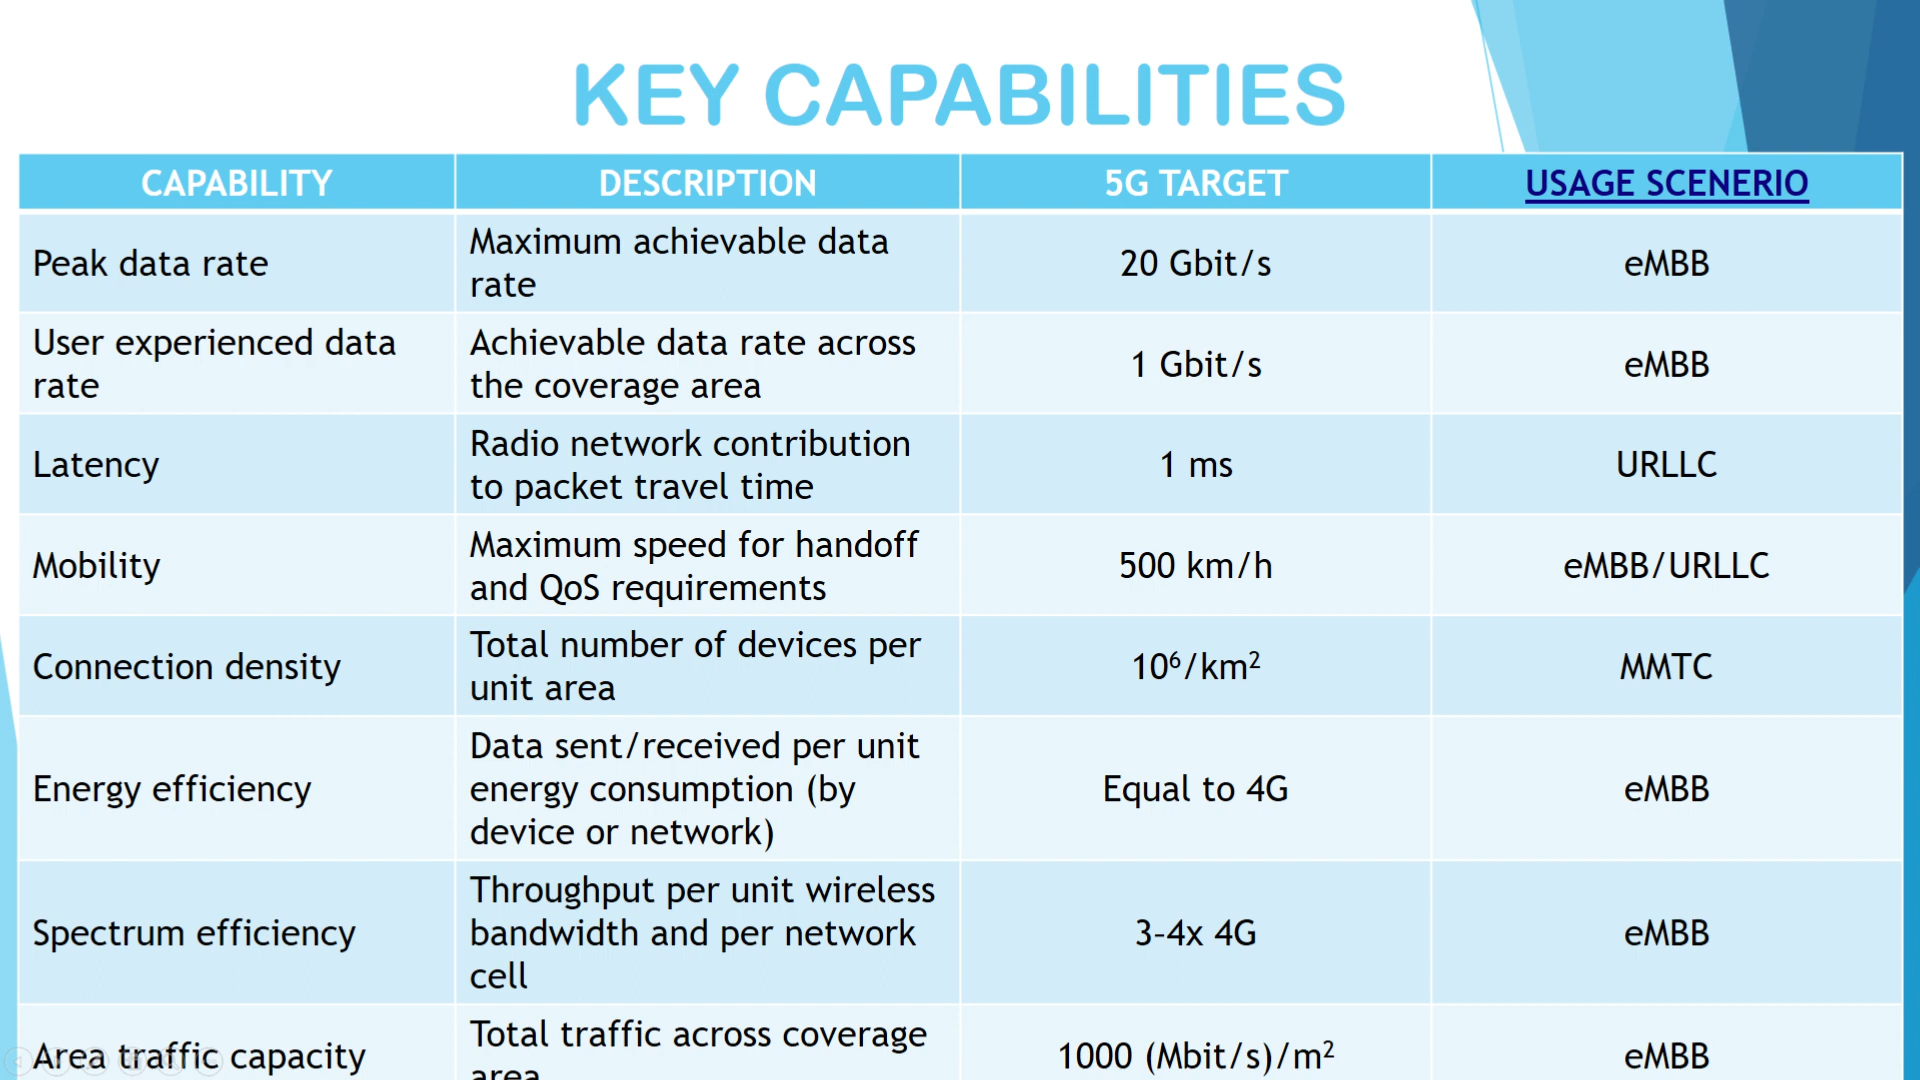 KEY CAPABILITIES
CAPABILITY
DESCRIPTION
5G TARGET
USAGE SCENERIO
Peak data rate
Maximum achievable data
rate
20 Gbit/s
eMBB
User experienced data
rate
Achievable data rate across
the coverage area
1 Gbit/s
eMBB
Latency
Radio network contribution
to packet travel time
1 ms
URLLC
Mobility
Maximum speed for handoff
and QoS requirements
500 km/h
eMBB/URLLC
Connection density
Total number of devices per
unit area
10⁶/km²
MMTC
Energy efficiency
Data sent/received per unit
energy consumption (by
device or network)
Equal to 4G
eMBB
Spectrum efficiency
Throughput per unit wireless
bandwidth and per network
cell
3-4x 4G
eMBB
Area traffic capacity
Total traffic across coverage
area
1000 (Mbit/s)/m²
eMBB